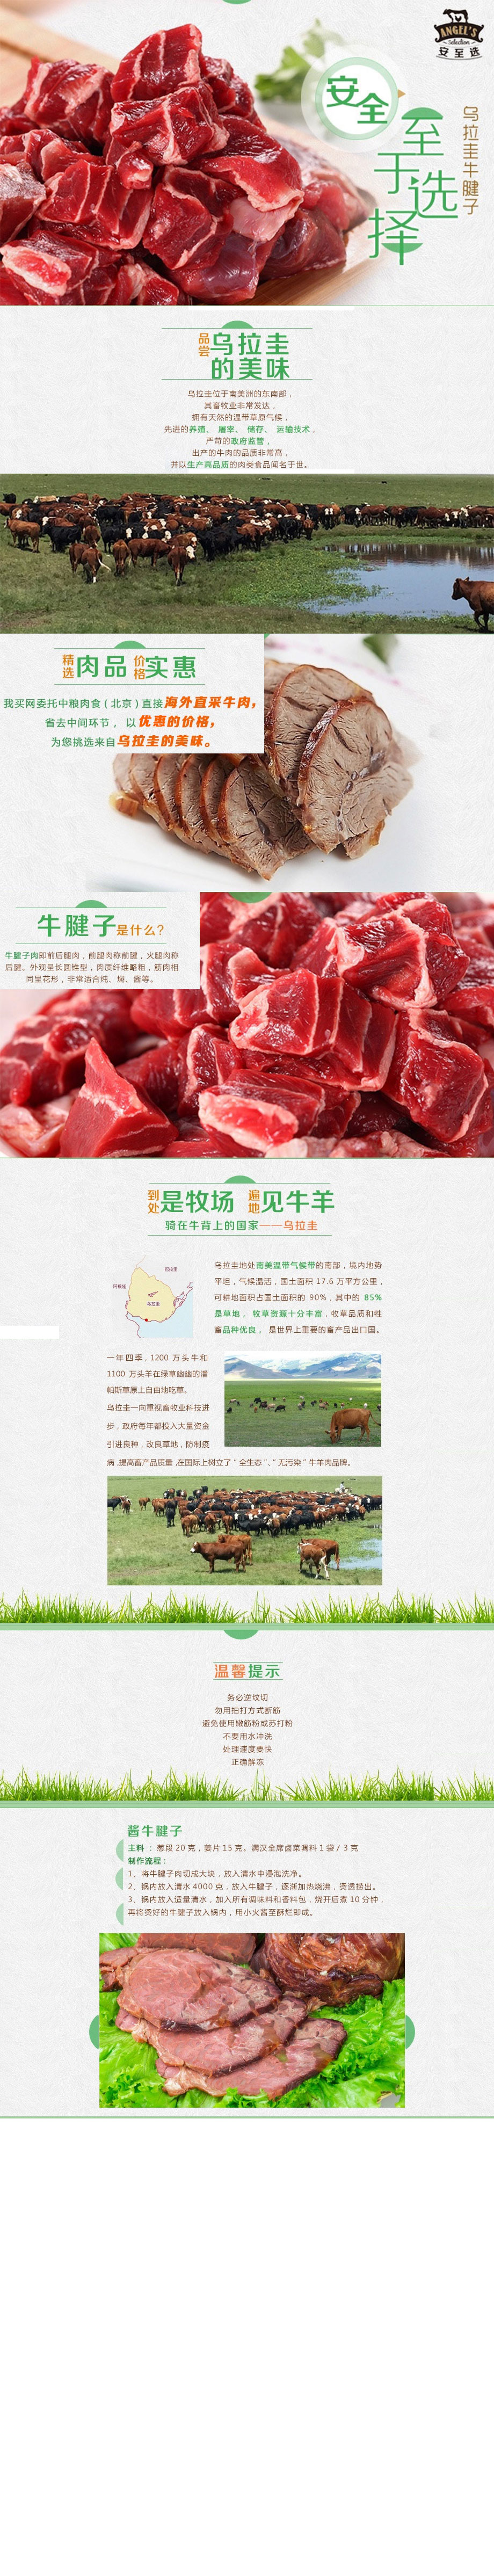 ANGEL'S
Selection
安至选
安全
至于选择
乌拉圭牛腱子
品尝
乌拉圭
的美味
乌拉圭位于南美洲的东南部，
其畜牧业非常发达，
拥有天然的温带草原气候，
先进的养殖、屠宰、储存、运输技术，
严苛的政府监管，
出产的牛肉的品质非常高，
并以生产高品质的肉类食品闻名于世。
精选肉品 价格实惠
我买网委托中粮肉食（北京）直接海外直采牛肉，
省去中间环节，以优惠的价格，
为您挑选来自乌拉圭的美味。
牛腱子是什么?
牛腱子肉即前后腿肉，前腿肉称前腱，火腿肉称
后腱。外观呈长圆锥型，肉质纤维略粗，筋肉相
间呈花形，非常适合炖、焖、酱等。
到处是牧场 遍地见牛羊
骑在牛背上的国家——乌拉圭
巴拉圭
阿根廷
乌拉圭
乌拉圭地处南美温带气候带的南部，境内地势
平坦，气候温活，国土面积 17.6 万平方公里，
可耕地面积占国土面积的 90%，其中的 85%
是草地，牧草资源十分丰富，牧草品质和牲
畜品种优良，是世界上重要的畜产品出口国。
一年四季，1200 万头牛和
1100 万头羊在绿草幽幽的潘
帕斯草原上自由地吃草。
乌拉圭一向重视畜牧业科技进
步，政府每年都投入大量资金
引进良种，改良草地，防制疫
病，提高畜产品质量，在国际上树立了“全生态”，“无污染”牛羊肉品牌。
温馨提示
务必逆纹切
勿用拍打方式断筋
避免使用嫩筋粉或苏打粉
不要用水冲洗
处理速度要快
正确解冻
酱牛腱子
主料 ：葱段 20 克，姜片 15 克。满汉全席卤菜调料 1 袋 / 3 克
制作流程：
1、将牛腱子肉切成大块，放入清水中浸泡洗净。
2、锅内放入清水 4000 克，放入牛腱子，逐渐加热烧沸，烫透捞出。
3、锅内放入适量清水，加入所有调味料和香料包，烧开后煮 10 分钟，
再将烫好的牛腱子放入锅内，用小火酱至酥烂即成。